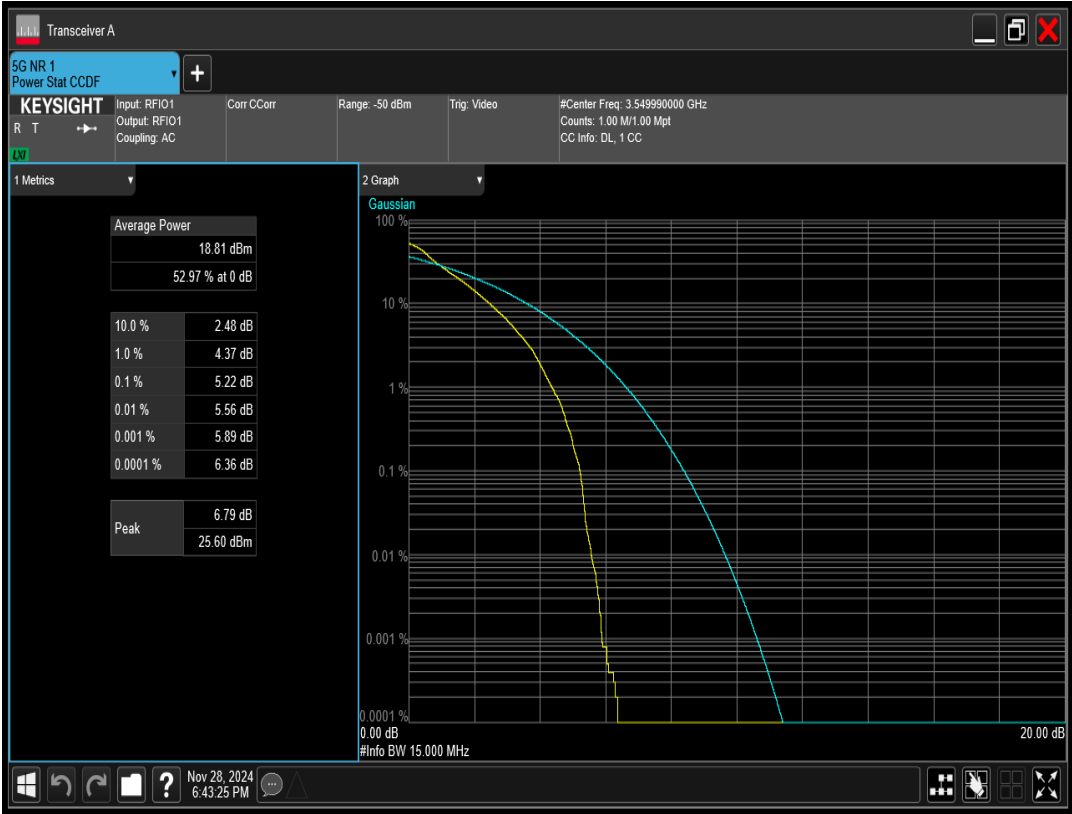 Transceiver A
5G NR 1
Power Stat CCDF
+
KEYSIGHT
R T
LXI
Input: RFIO1
Output: RFIO1
Coupling: AC
Corr CCorr
Range: -50 dBm
Trig: Video
#Center Freq: 3.549990000 GHz
Counts: 1.00 M/1.00 Mpt
CC Info: DL, 1 CC
1 Metrics
Average Power
18.81 dBm
52.97 % at 0 dB
10.0 % 2.48 dB
1.0 % 4.37 dB
0.1 % 5.22 dB
0.01 % 5.56 dB
0.001 % 5.89 dB
0.0001 % 6.36 dB
Peak 6.79 dB
25.60 dBm
2 Graph
Gaussian
100 %
10 %
1 %
0.1 %
0.01 %
0.001 %
0.0001 %
0.00 dB 20.00 dB
#Info BW 15.000 MHz
?
Nov 28, 2024
6:43:25 PM